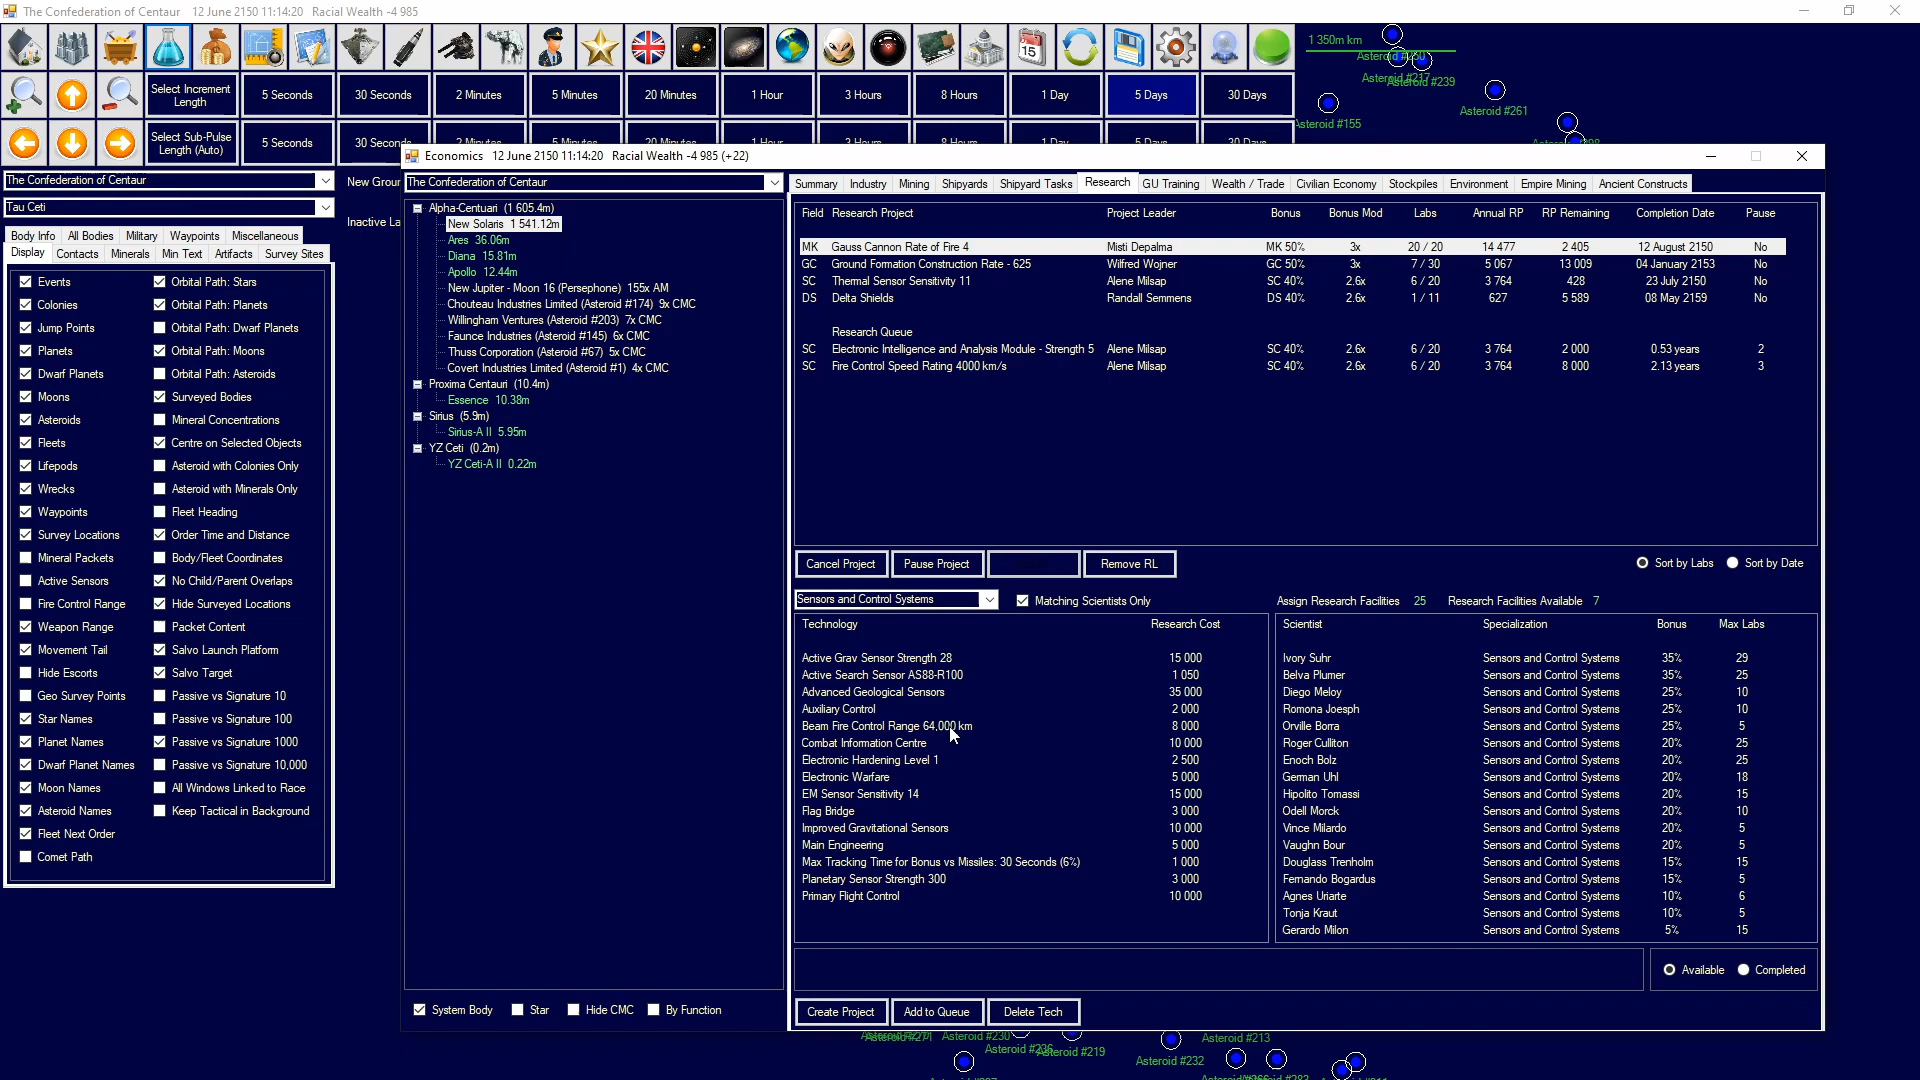 The Confederation of Centaur 12 June 2150 11:14:20 Racial Wealth -4 985
Select Increment Length
5 Seconds
30 Seconds
2 Minutes
5 Minutes
20 Minutes
1 Hour
3 Hours
8 Hours
1 Day
5 Days
30 Days
Select Sub-Pulse Length (Auto)
5 Seconds
30 Seconds
2 Minutes
5 Minutes
20 Minutes
1 Hour
3 Hours
8 Hours
1 Day
5 Days
30 Days
1 350m km
Asteroid #260
Asteroid #217
Asteroid #239
Asteroid #261
Asteroid #155
The Confederation of Centaur
Tau Ceti
New Grou
Inactive La
Body Info All Bodies Military Waypoints Miscellaneous
Display Contacts Minerals Min Text Artifacts Survey Sites
Events Orbital Path: Stars
Colonies Orbital Path: Planets
Jump Points Orbital Path: Dwarf Planets
Planets Orbital Path: Moons
Dwarf Planets Orbital Path: Asteroids
Moons Surveyed Bodies
Asteroids Mineral Concentrations
Fleets Centre on Selected Objects
Lifepods Asteroid with Colonies Only
Wrecks Asteroid with Minerals Only
Waypoints Fleet Heading
Survey Locations Order Time and Distance
Mineral Packets Body/Fleet Coordinates
Active Sensors No Child/Parent Overlaps
Fire Control Range Hide Surveyed Locations
Weapon Range Packet Content
Movement Tail Salvo Launch Platform
Hide Escorts Salvo Target
Geo Survey Points Passive vs Signature 10
Star Names Passive vs Signature 100
Planet Names Passive vs Signature 1000
Dwarf Planet Names Passive vs Signature 10,000
Moon Names All Windows Linked to Race
Asteroid Names Keep Tactical in Background
Fleet Next Order
Comet Path
Economics 12 June 2150 11:14:20 Racial Wealth -4 985 (+22)
The Confederation of Centaur
Alpha-Centuari (1 605.4m)
New Solaris 1 541.12m
Ares 36.06m
Diana 15.81m
Apollo 12.44m
New Jupiter - Moon 16 (Persephone) 155x AM
Chouteau Industries Limited (Asteroid #174) 9x CMC
Willingham Ventures (Asteroid #203) 7x CMC
Faunce Industries (Asteroid #145) 6x CMC
Thuss Corporation (Asteroid #67) 5x CMC
Covert Industries Limited (Asteroid #1) 4x CMC
Proxima Centauri (10.4m)
Essence 10.38m
Sirius (5.9m)
Sirius-A II 5.95m
YZ Ceti (0.2m)
YZ Ceti-A II 0.22m
System Body Star Hide CMC By Function
Summary Industry Mining Shipyards Shipyard Tasks Research GU Training Wealth / Trade Civilian Economy Stockpiles Environment Empire Mining Ancient Constructs
Field Research Project Project Leader Bonus Bonus Mod Labs Annual RP RP Remaining Completion Date Pause
MK Gauss Cannon Rate of Fire 4 Misti Depalma MK 50% 3x 20 / 20 14 477 2 405 12 August 2150 No
GC Ground Formation Construction Rate - 625 Wilfred Wojner GC 50% 3x 7 / 30 5 067 13 009 04 January 2153 No
SC Thermal Sensor Sensitivity 11 Alene Milsap SC 40% 2.6x 6 / 20 3 764 428 23 July 2150 No
DS Delta Shields Randall Semmens DS 40% 2.6x 1 / 11 627 5 589 08 May 2159 No
Research Queue
SC Electronic Intelligence and Analysis Module - Strength 5 Alene Milsap SC 40% 2.6x 6 / 20 3 764 2 000 0.53 years 2
SC Fire Control Speed Rating 4000 km/s Alene Milsap SC 40% 2.6x 6 / 20 3 764 8 000 2.13 years 3
Cancel Project Pause Project Remove RL
Sort by Labs Sort by Date
Sensors and Control Systems Matching Scientists Only
Assign Research Facilities 25 Research Facilities Available 7
Technology Research Cost
Active Grav Sensor Strength 28 15 000
Active Search Sensor AS88-R100 1 050
Advanced Geological Sensors 35 000
Auxiliary Control 2 000
Beam Fire Control Range 64,000 km 8 000
Combat Information Centre 10 000
Electronic Hardening Level 1 2 500
Electronic Warfare 5 000
EM Sensor Sensitivity 14 15 000
Flag Bridge 3 000
Improved Gravitational Sensors 10 000
Main Engineering 5 000
Max Tracking Time for Bonus vs Missiles: 30 Seconds (6%) 1 000
Planetary Sensor Strength 300 3 000
Primary Flight Control 10 000
Scientist Specialization Bonus Max Labs
Ivory Suhr Sensors and Control Systems 35% 29
Belva Plumer Sensors and Control Systems 35% 25
Diego Meloy Sensors and Control Systems 25% 10
Romona Joesph Sensors and Control Systems 25% 10
Orville Borra Sensors and Control Systems 25% 5
Roger Culliton Sensors and Control Systems 20% 25
Enoch Bolz Sensors and Control Systems 20% 25
German Uhl Sensors and Control Systems 20% 18
Hipolito Tomassi Sensors and Control Systems 20% 15
Odell Morck Sensors and Control Systems 20% 10
Vince Milardo Sensors and Control Systems 20% 5
Vaughn Bour Sensors and Control Systems 20% 5
Douglass Trenholm Sensors and Control Systems 15% 15
Fernando Bogardus Sensors and Control Systems 15% 5
Agnes Uriarte Sensors and Control Systems 10% 6
Tonja Kraut Sensors and Control Systems 10% 5
Gerardo Milon Sensors and Control Systems 5% 15
Available Completed
Create Project Add to Queue Delete Tech
Asteroid #230
Asteroid #236
Asteroid #219
Asteroid #232
Asteroid #213